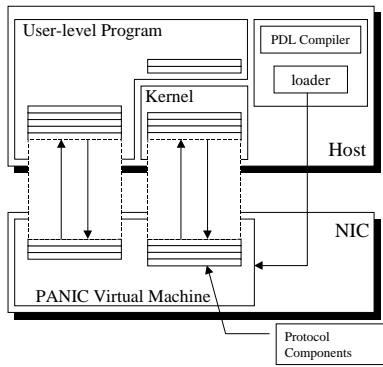 User-level Program
PDL Compiler
loader
Kernel
Host
NIC
PANIC Virtual Machine
Protocol
Components